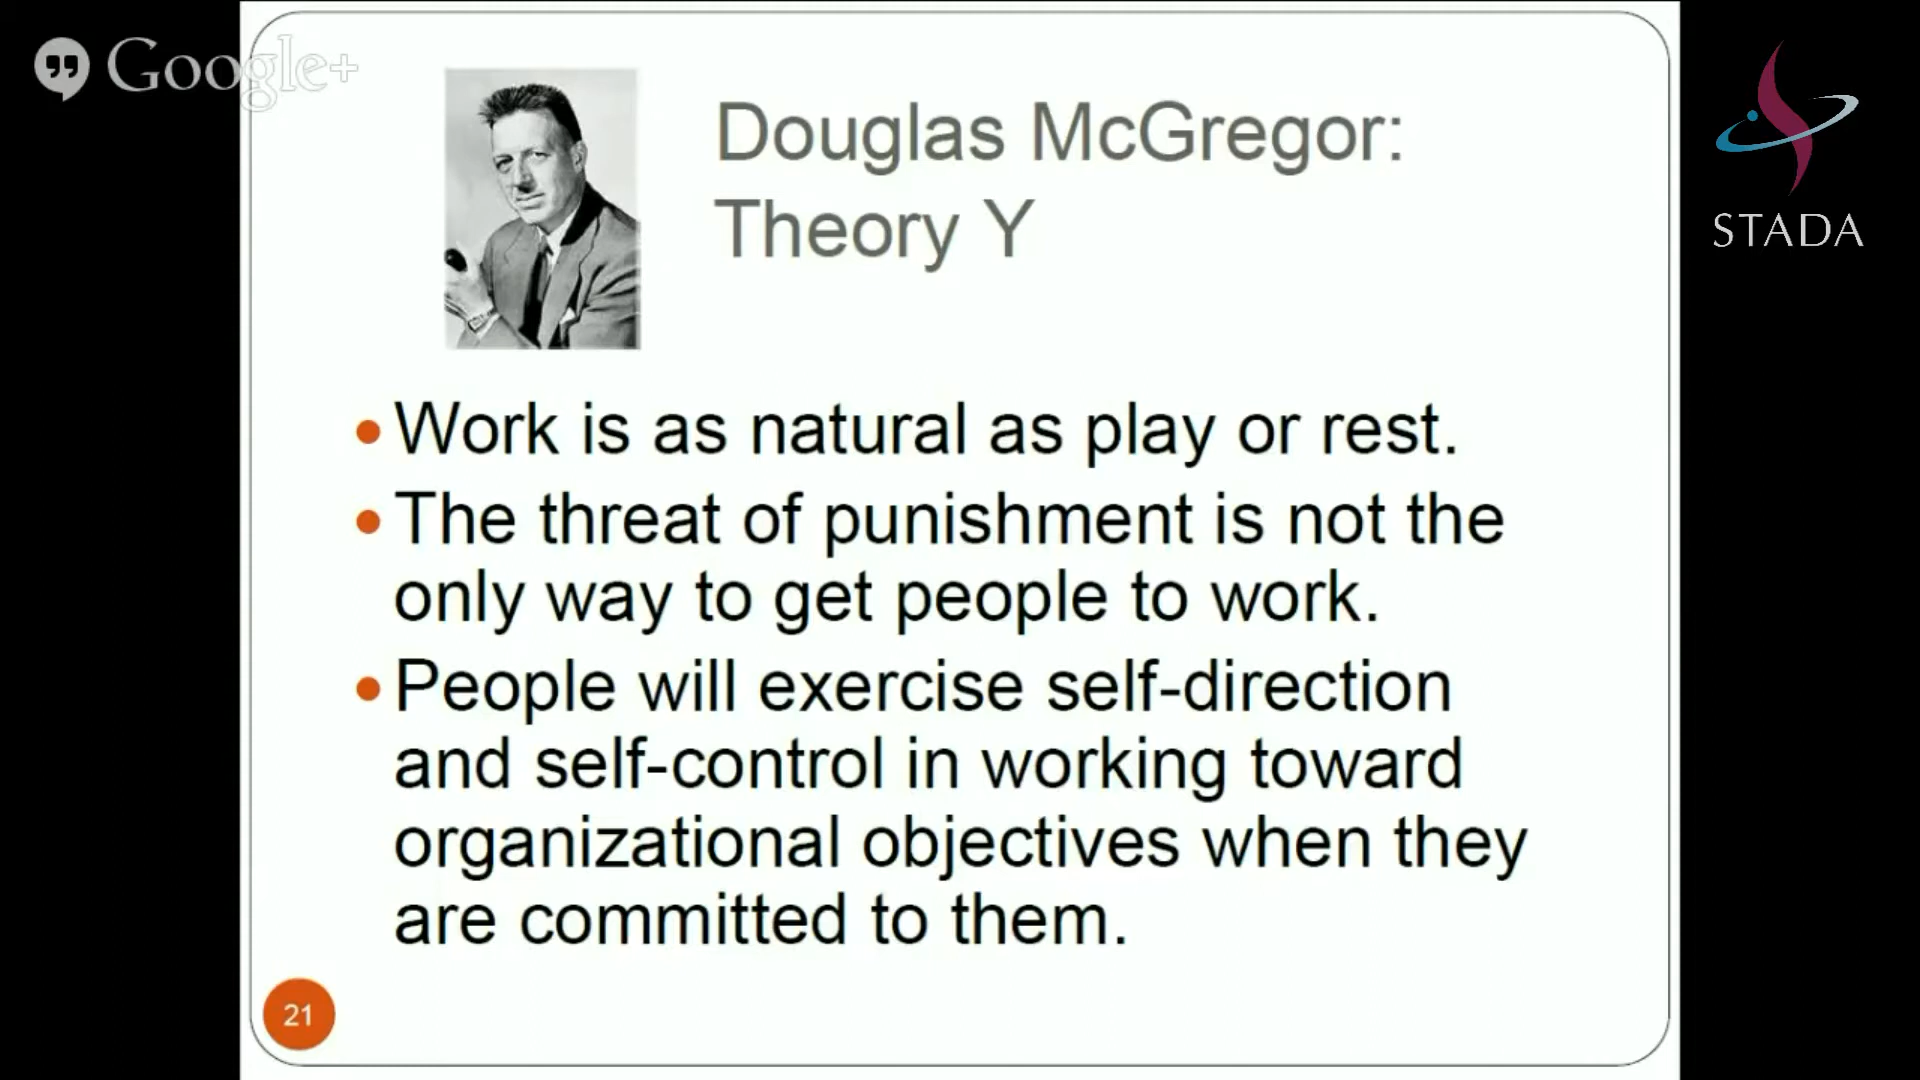 Google+
Douglas McGregor:
Theory Y
STADA
• Work is as natural as play or rest.
• The threat of punishment is not the
only way to get people to work.
• People will exercise self-direction
and self-control in working toward
organizational objectives when they
are committed to them.
21